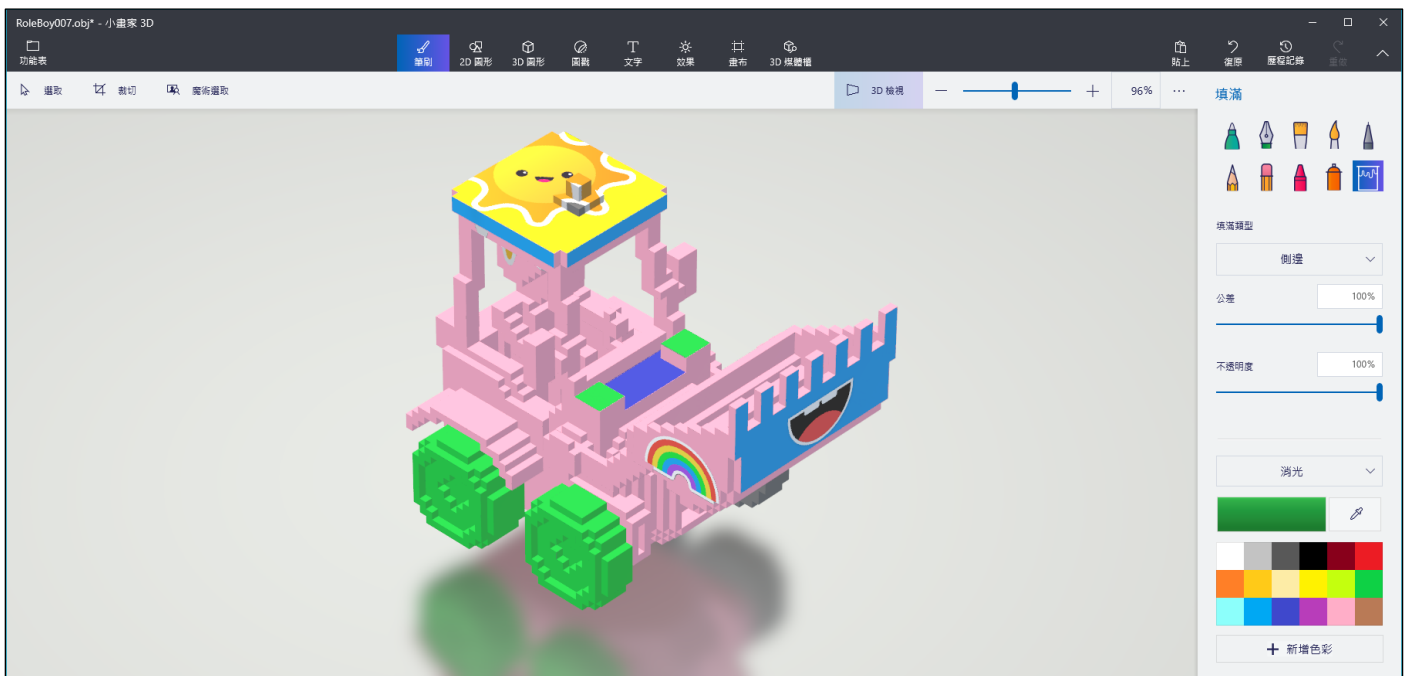 RoleBoy007.obj* - 小畫家 3D
功能表
筆刷
2D 圖形
3D 圖形
圖戳
文字
效果
畫布
3D 媒體櫃
貼上
復原
歷程記錄
重做
選取
裁切
魔術選取
3D 檢視
96%
填滿
填滿類型
側邊
公差
100%
不透明度
100%
消光
新增色彩